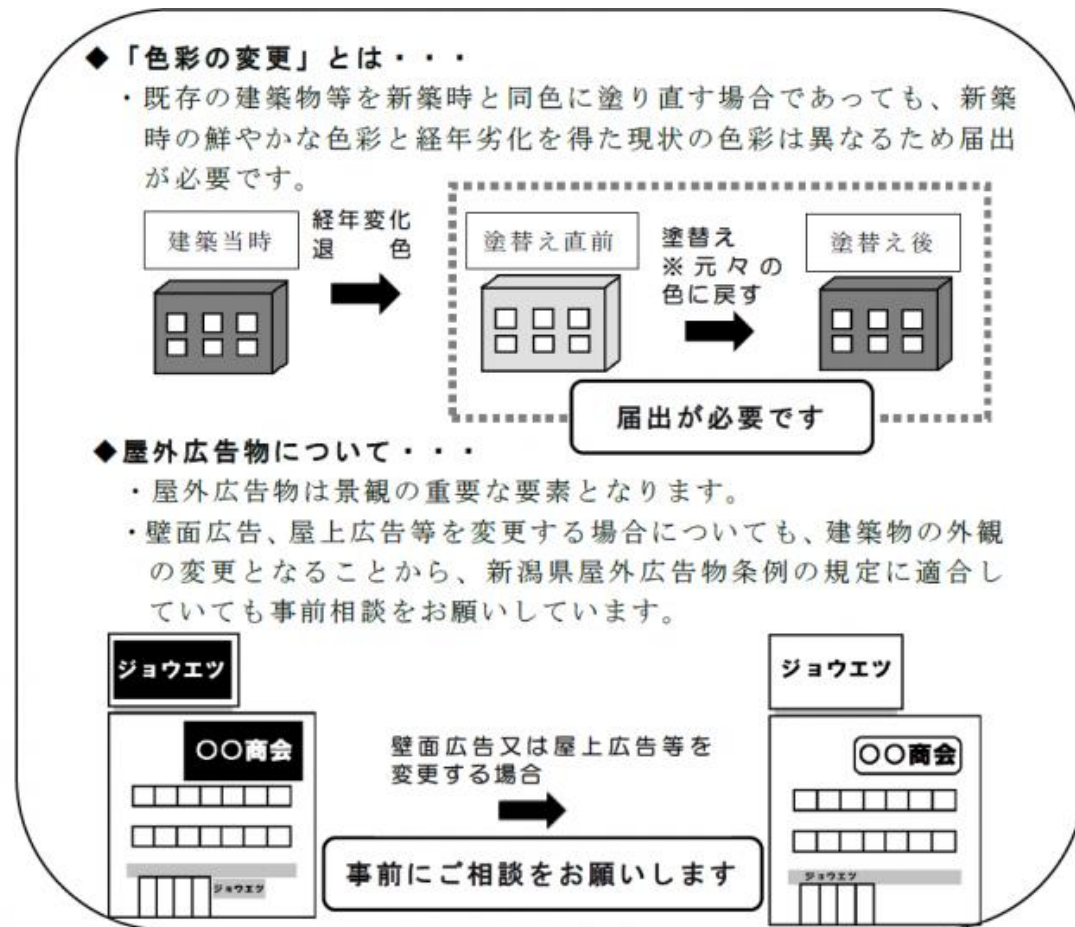 ◆「色彩の変更」とは・・・
・既存の建築物等を新築時と同色に塗り直す場合であっても、新築
時の鮮やかな色彩と経年劣化を得た現状の色彩は異なるため届出
が必要です。
建築当時
経年変化
退　色
塗替え直前
塗替え
※元々の
色に戻す
塗替え後
届出が必要です
◆屋外広告物について・・・
・屋外広告物は景観の重要な要素となります。
・壁面広告、屋上広告等を変更する場合についても、建築物の外観
の変更となることから、新潟県屋外広告物条例の規定に適合し
ていても事前相談をお願いしています。
ジョウエツ
〇〇商会
ジョウエツ
壁面広告又は屋上広告等を
変更する場合
事前にご相談をお願いします
ジョウエツ
〇〇商会
ジョウエツ